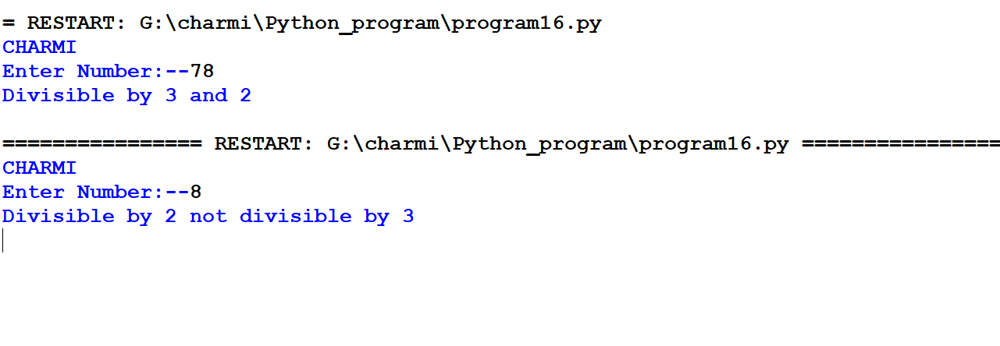 = RESTART: G:\charmi\Python_program\program16.py
CHARMI
Enter Number:--78
Divisible by 3 and 2
================ RESTART: G:\charmi\Python_program\program16.py ================
CHARMI
Enter Number:--8
Divisible by 2 not divisible by 3